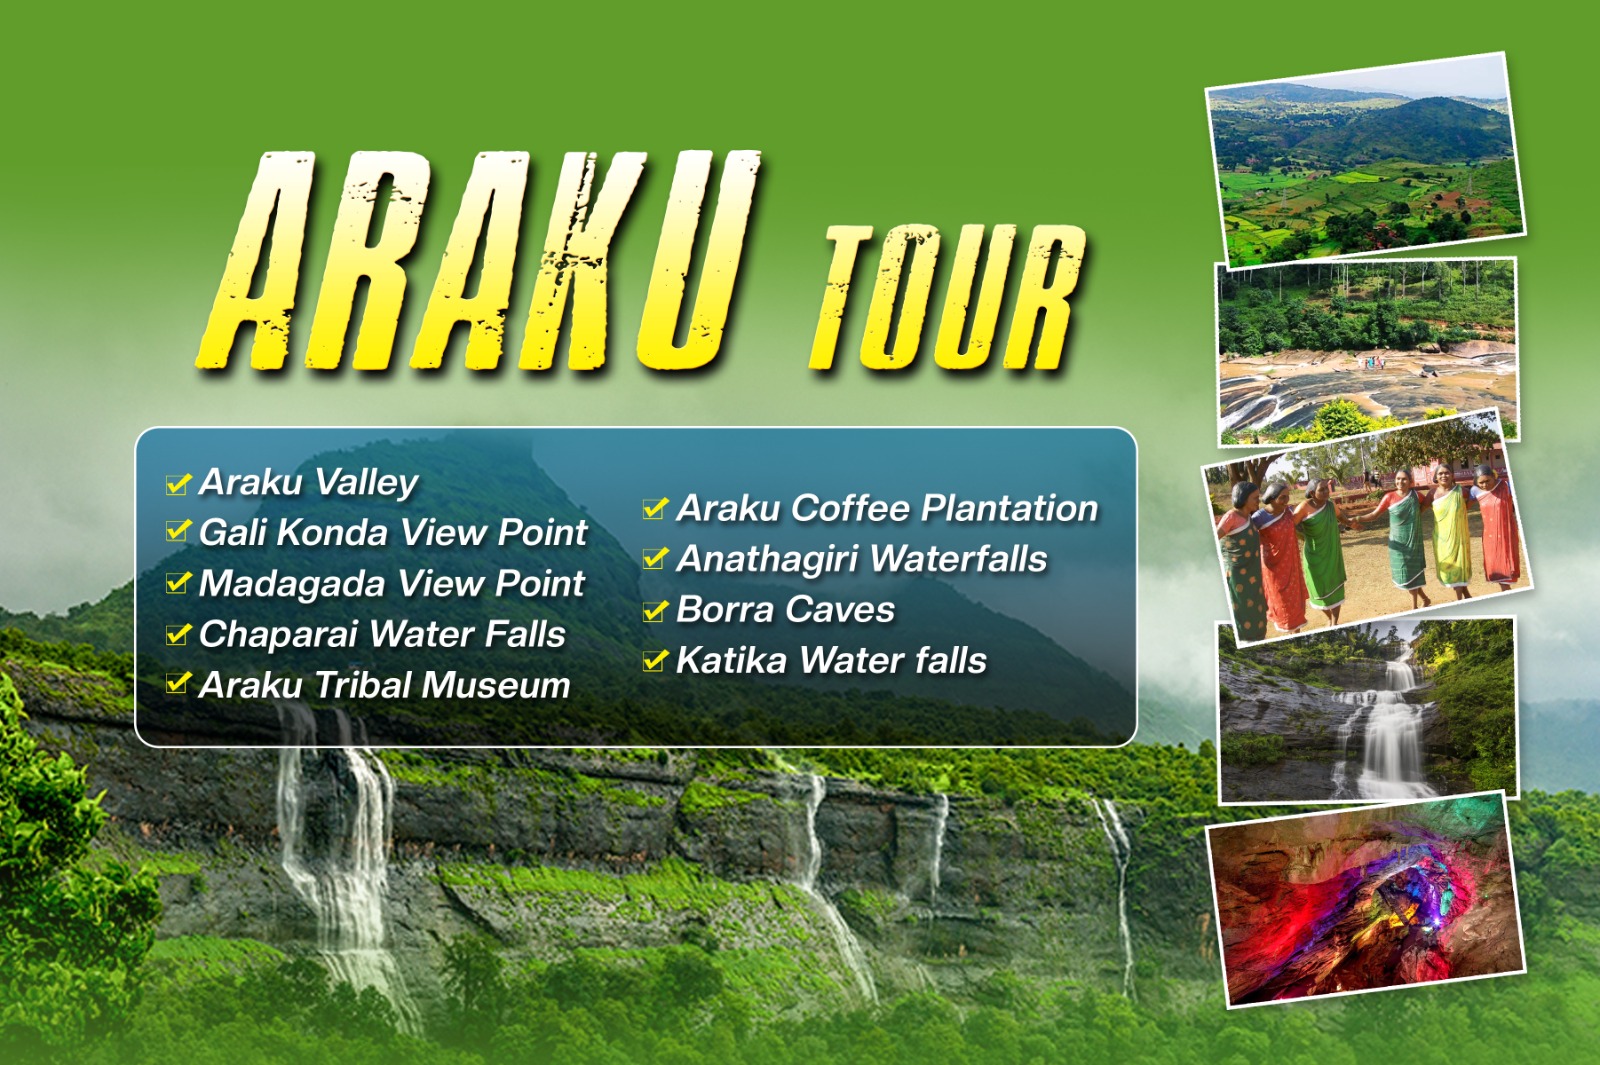 ARAKU TOUR
Araku Valley
Gali Konda View Point
Madagada View Point
Chaparai Water Falls
Araku Tribal Museum
Araku Coffee Plantation
Anathagiri Waterfalls
Borra Caves
Katika Water falls